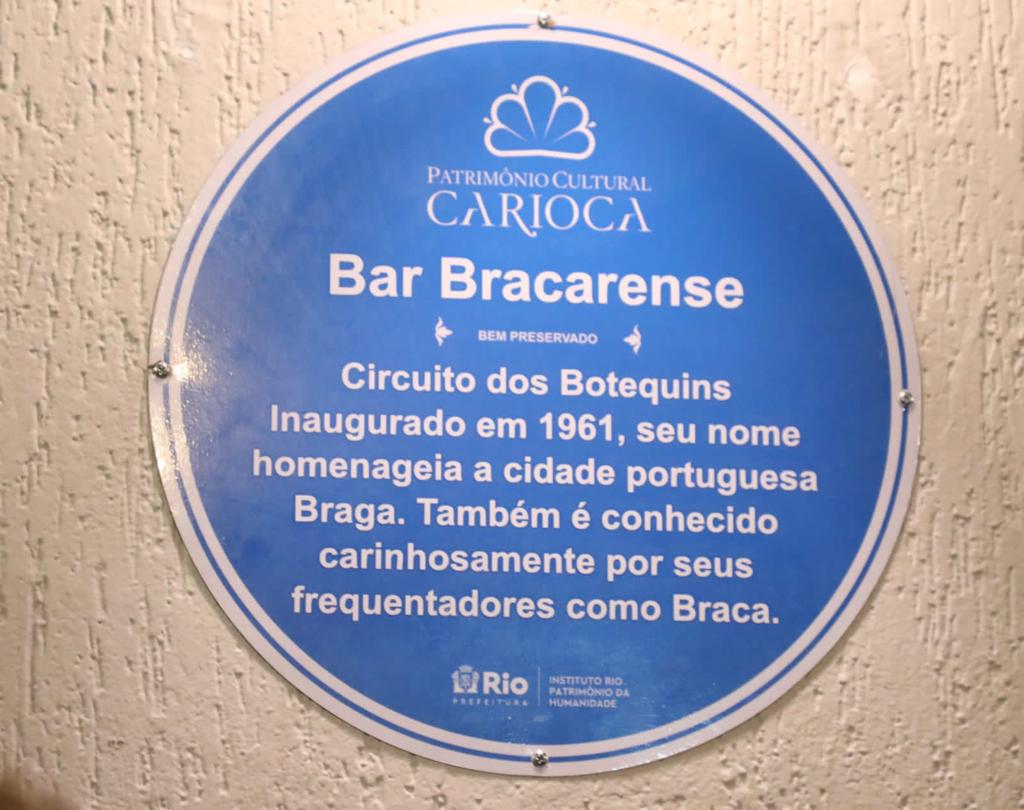 PATRIMÔNIO CULTURAL
CARIOCA
Bar Bracarense
BEM PRESERVADO
Circuito dos Botequins
Inaugurado em 1961, seu nome
homenageia a cidade portuguesa
Braga. Também é conhecido
carinhosamente por seus
frequentadores como Braca.
Rio
PREFEITURA
INSTITUTO RIO
PATRIMÔNIO DA
HUMANIDADE